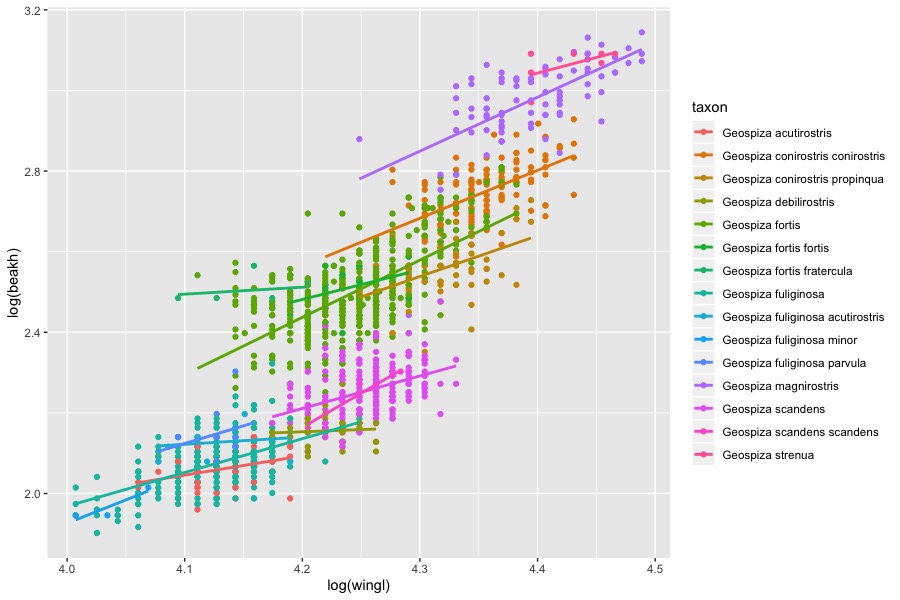 3.2
2.8
2.4
2.0
log(beakh)
4.0 4.1 4.2 4.3 4.4 4.5
log(wingl)
taxon
Geospiza acutirostris
Geospiza conirostris conirostris
Geospiza conirostris propinqua
Geospiza debilirostris
Geospiza fortis
Geospiza fortis fortis
Geospiza fortis fratercula
Geospiza fuliginosa
Geospiza fuliginosa acutirostris
Geospiza fuliginosa minor
Geospiza fuliginosa parvula
Geospiza magnirostris
Geospiza scandens
Geospiza scandens scandens
Geospiza strenua